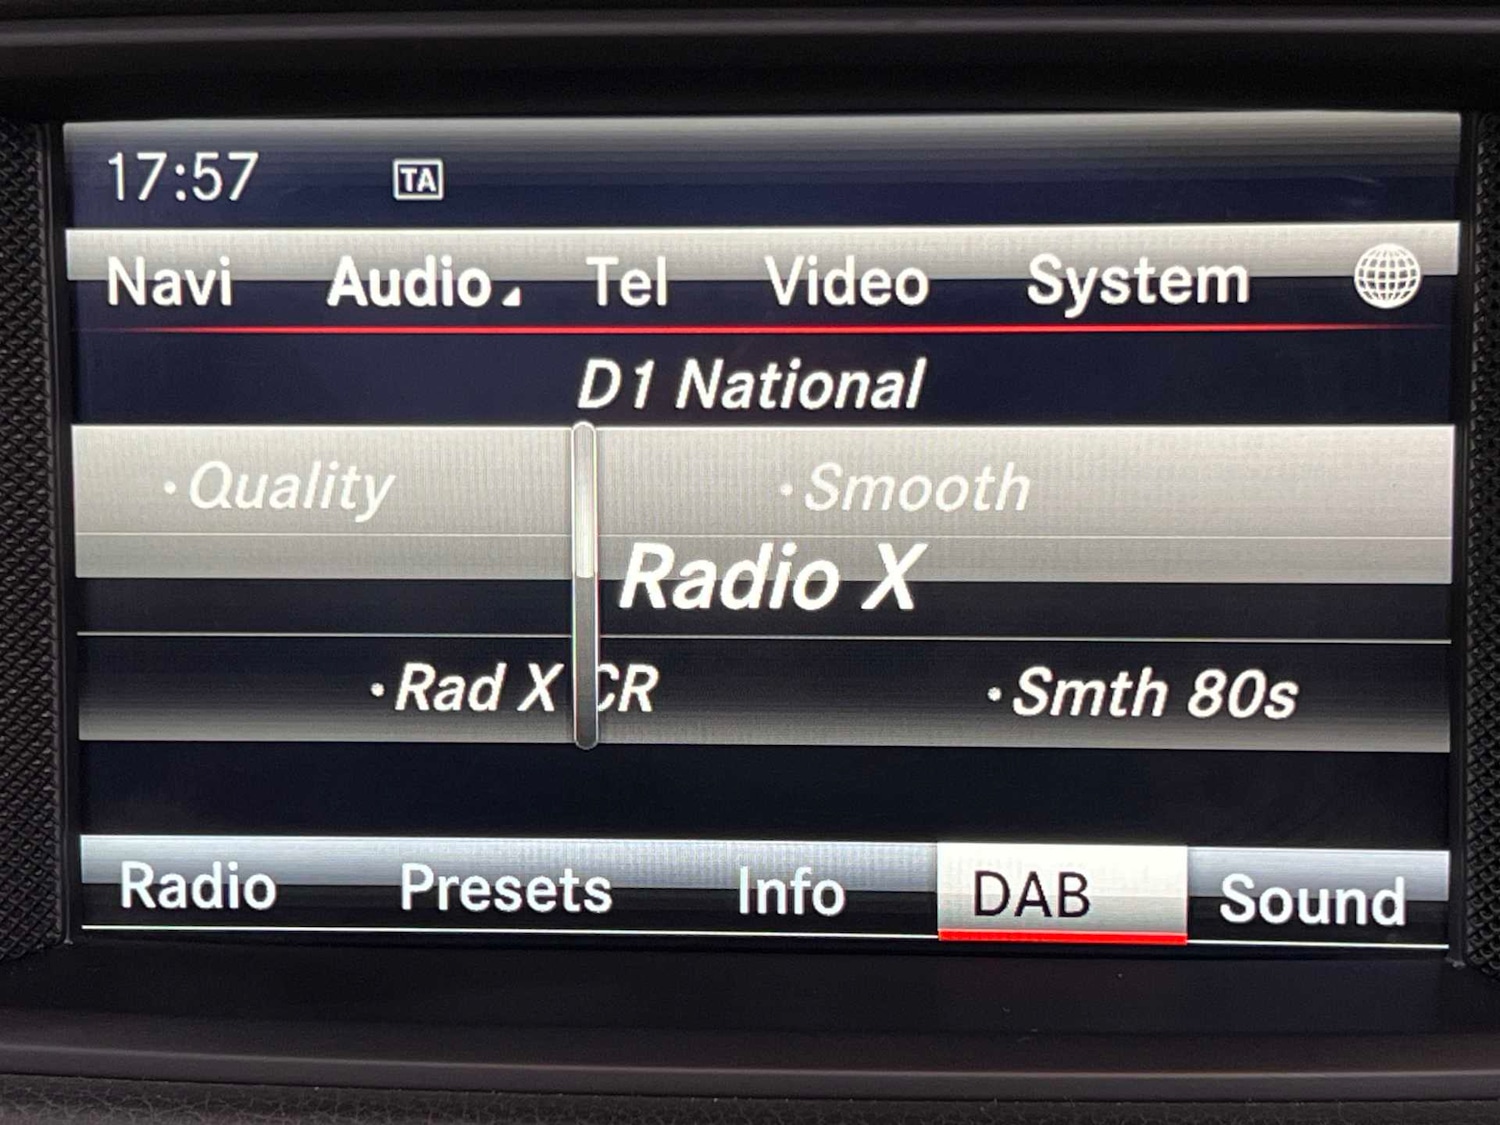 17:57 TA
Navi Audio Tel Video System
D1 National
·Quality ·Smooth
Radio X
·Rad X CR ·Smth 80s
Radio Presets Info DAB Sound